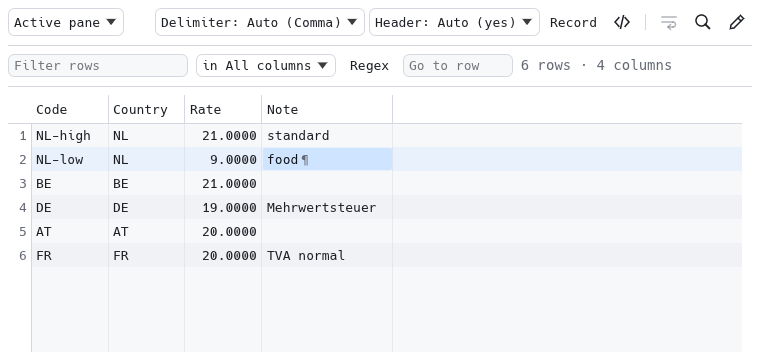 Active pane Delimiter: Auto (Comma) Header: Auto (yes) Record
Filter rows in All columns Regex Go to row 6 rows · 4 columns
Code Country Rate Note
1 NL-high NL 21.0000 standard
2 NL-low NL 9.0000 food¶
3 BE BE 21.0000
4 DE DE 19.0000 Mehrwertsteuer
5 AT AT 20.0000
6 FR FR 20.0000 TVA normal